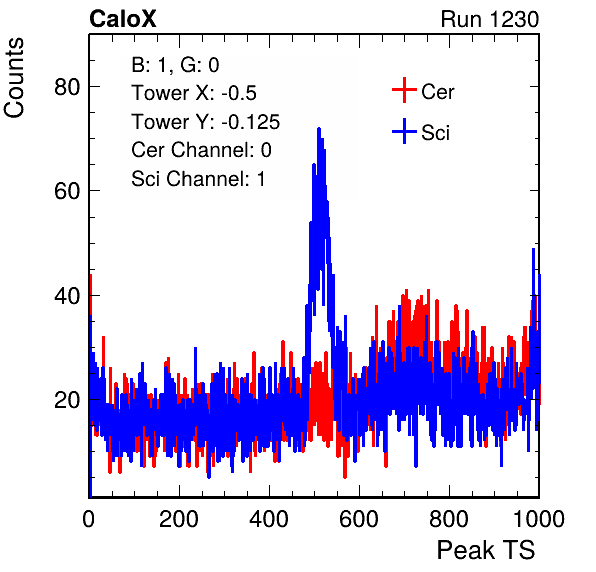 CaloX
Run 1230
Counts
B: 1, G: 0
Tower X: -0.5
Tower Y: -0.125
Cer Channel: 0
Sci Channel: 1
Cer
Sci
80
60
40
20
0
200
400
600
800
1000
Peak TS